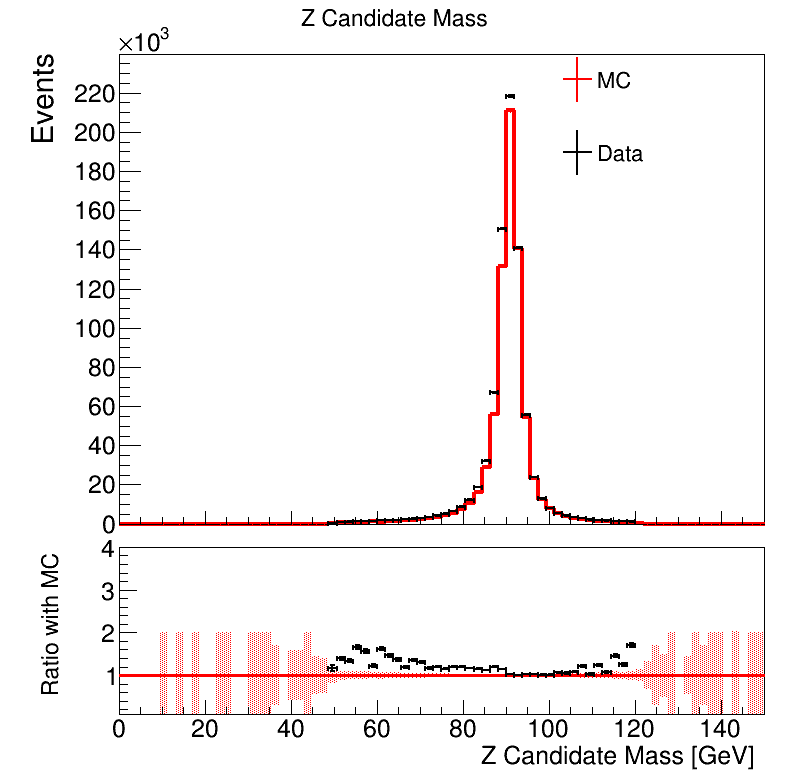 Z Candidate Mass
×10³
Events
220
200
180
160
140
120
100
80
60
40
20
0
MC
Data
Ratio with MC
4
3
2
1
0 20 40 60 80 100 120 140
Z Candidate Mass [GeV]